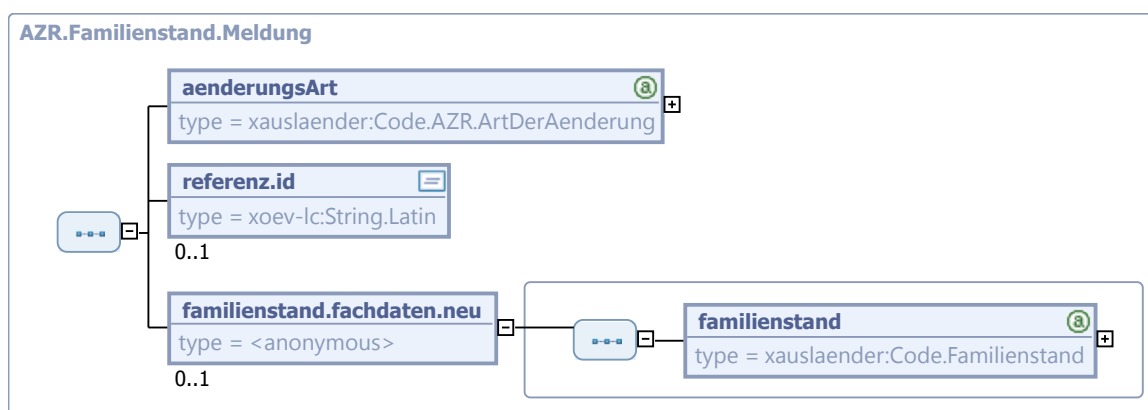 AZR.Familienstand.Meldung
aenderungsArt
type = xauslaender:Code.AZR.ArtDerAenderung
referenz.id
type = xoev-lc:String.Latin
0..1
familienstand.fachdaten.neu
type = <anonymous>
0..1
familienstand
type = xauslaender:Code.Familienstand